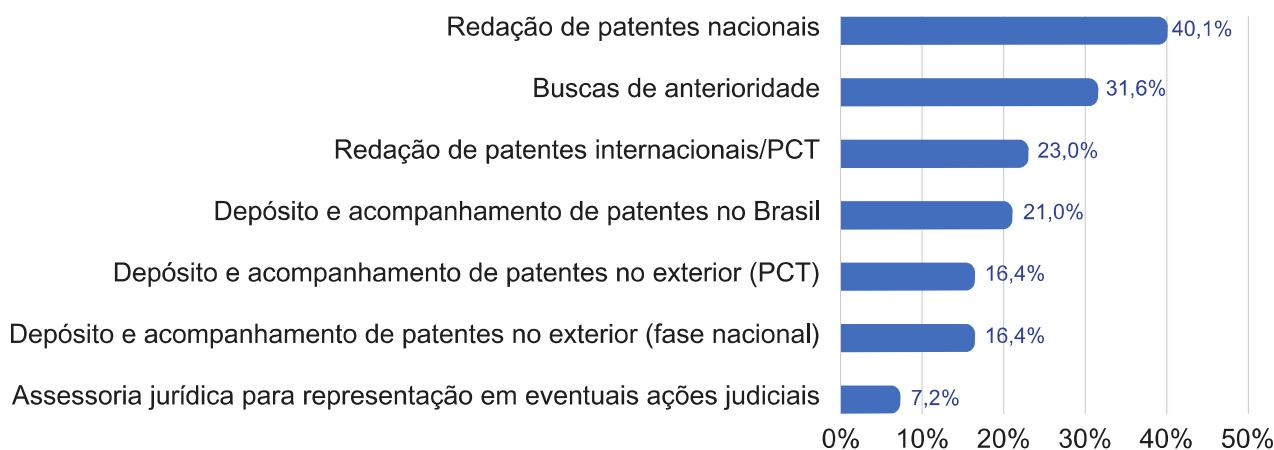 Redação de patentes nacionais 40,1%
Buscas de anterioridade 31,6%
Redação de patentes internacionais/PCT 23,0%
Depósito e acompanhamento de patentes no Brasil 21,0%
Depósito e acompanhamento de patentes no exterior (PCT) 16,4%
Depósito e acompanhamento de patentes no exterior (fase nacional) 16,4%
Assessoria jurídica para representação em eventuais ações judiciais 7,2%
0% 10% 20% 30% 40% 50%